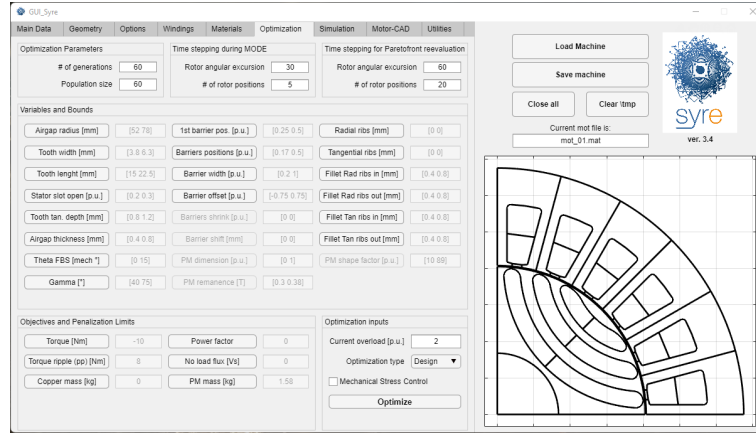 GUI_Syre
Main Data Geometry Options Windings Materials Optimization Simulation Motor-CAD Utilities
Optimization Parameters
# of generations 60
Population size 60
Time stepping during MODE
Rotor angular excursion 30
# of rotor positions 5
Time stepping for Paretofront reevaluation
Rotor angular excursion 60
# of rotor positions 20
Variables and Bounds
Airgap radius [mm] [52 78] 1st barrier pos. [p.u.] [0.25 0.5] Radial ribs [mm] [0 0]
Tooth width [mm] [3.8 6.3] Barriers positions [p.u.] [0.17 0.5] Tangential ribs [mm] [0 0]
Tooth lenght [mm] [15 22.5] Barrier width [p.u.] [0.2 1] Fillet Rad ribs in [mm] [0.4 0.8]
Stator slot open [p.u.] [0.2 0.3] Barrier offset [p.u.] [-0.75 0.75] Fillet Rad ribs out [mm] [0.4 0.8]
Tooth tan. depth [mm] [0.8 1.2] Barriers shrink [p.u.] [0 0] Fillet Tan ribs in [mm] [0.4 0.8]
Airgap thickness [mm] [0.4 0.8] Barrier shift [mm] [0 0] Fillet Tan ribs out [mm] [0.4 0.8]
Theta FBS [mech °] [0 15] PM dimension [p.u.] [0 1] PM shape factor [p.u.] [10 89]
Gamma [°] [40 75] PM remanence [T] [0.3 0.38]
Objectives and Penalization Limits
Torque [Nm] -10 Power factor 0
Torque ripple (pp) [Nm] 8 No load flux [Vs] 0
Copper mass [kg] 0 PM mass [kg] 1.58
Optimization inputs
Current overload [p.u.] 2
Optimization type Design
Mechanical Stress Control
Optimize
Load Machine
Save machine
Close all Clear \tmp
Current mot file is:
mot_01.mat
syre
ver. 3.4